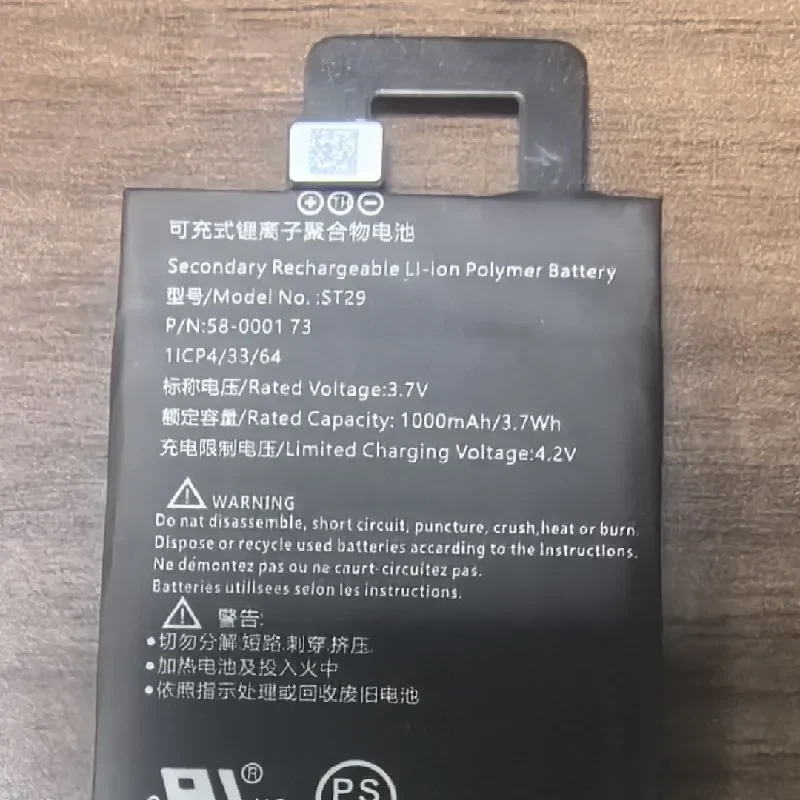 + TH -
可充式锂离子聚合物电池
Secondary Rechargeable LI-Ion Polymer Battery
型号/Model No. :ST29
P/N:58-0001 73
1ICP4/33/64
标称电压/Rated Voltage:3.7V
额定容量/Rated Capacity: 1000mAh/3.7Wh
充电限制电压/Limited Charging Voltage:4.2V
WARNING
Do nat disassemble, short circuit, puncture, crush,heat or burn.
Dispose or recycle used batteries according to the Instructions.
Ne démontez pas ou ne caurt-circuitez pas.
Batteries utilisees selon les instructions.
警告:
•切勿分解.短路.刺穿.挤压.
•加热电池及投入火中
•依照指示处理或回收废旧电池
®
PS